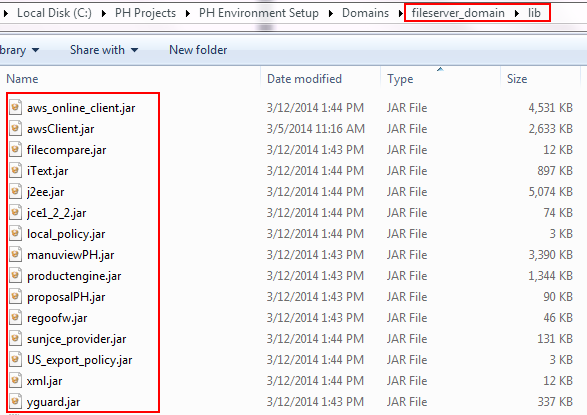 Local Disk (C:) PH Projects PH Environment Setup Domains fileserver_domain lib
ibrary Share with New folder
Name Date modified Type Size
aws_online_client.jar 3/12/2014 1:44 PM JAR File 4,531 KB
awsClient.jar 3/5/2014 11:16 AM JAR File 2,633 KB
filecompare.jar 3/12/2014 1:43 PM JAR File 12 KB
iText.jar 3/12/2014 1:44 PM JAR File 897 KB
j2ee.jar 3/12/2014 1:44 PM JAR File 5,074 KB
jce1_2_2.jar 3/12/2014 1:43 PM JAR File 74 KB
local_policy.jar 3/12/2014 1:44 PM JAR File 3 KB
manuviewPH.jar 3/12/2014 1:43 PM JAR File 3,390 KB
productengine.jar 3/12/2014 1:43 PM JAR File 1,344 KB
proposalPH.jar 3/12/2014 1:43 PM JAR File 90 KB
regoofw.jar 3/12/2014 1:43 PM JAR File 46 KB
sunjce_provider.jar 3/12/2014 1:44 PM JAR File 131 KB
US_export_policy.jar 3/12/2014 1:44 PM JAR File 3 KB
xml.jar 3/12/2014 1:44 PM JAR File 12 KB
yguard.jar 3/12/2014 1:43 PM JAR File 337 KB